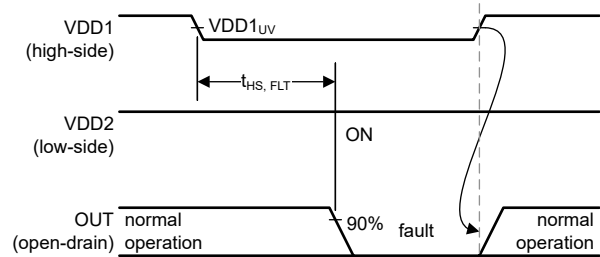 VDD1
(high-side)
VDD1UV
tHS, FLT
VDD2
(low-side)
ON
OUT
(open-drain)
normal
operation
90%
fault
normal
operation